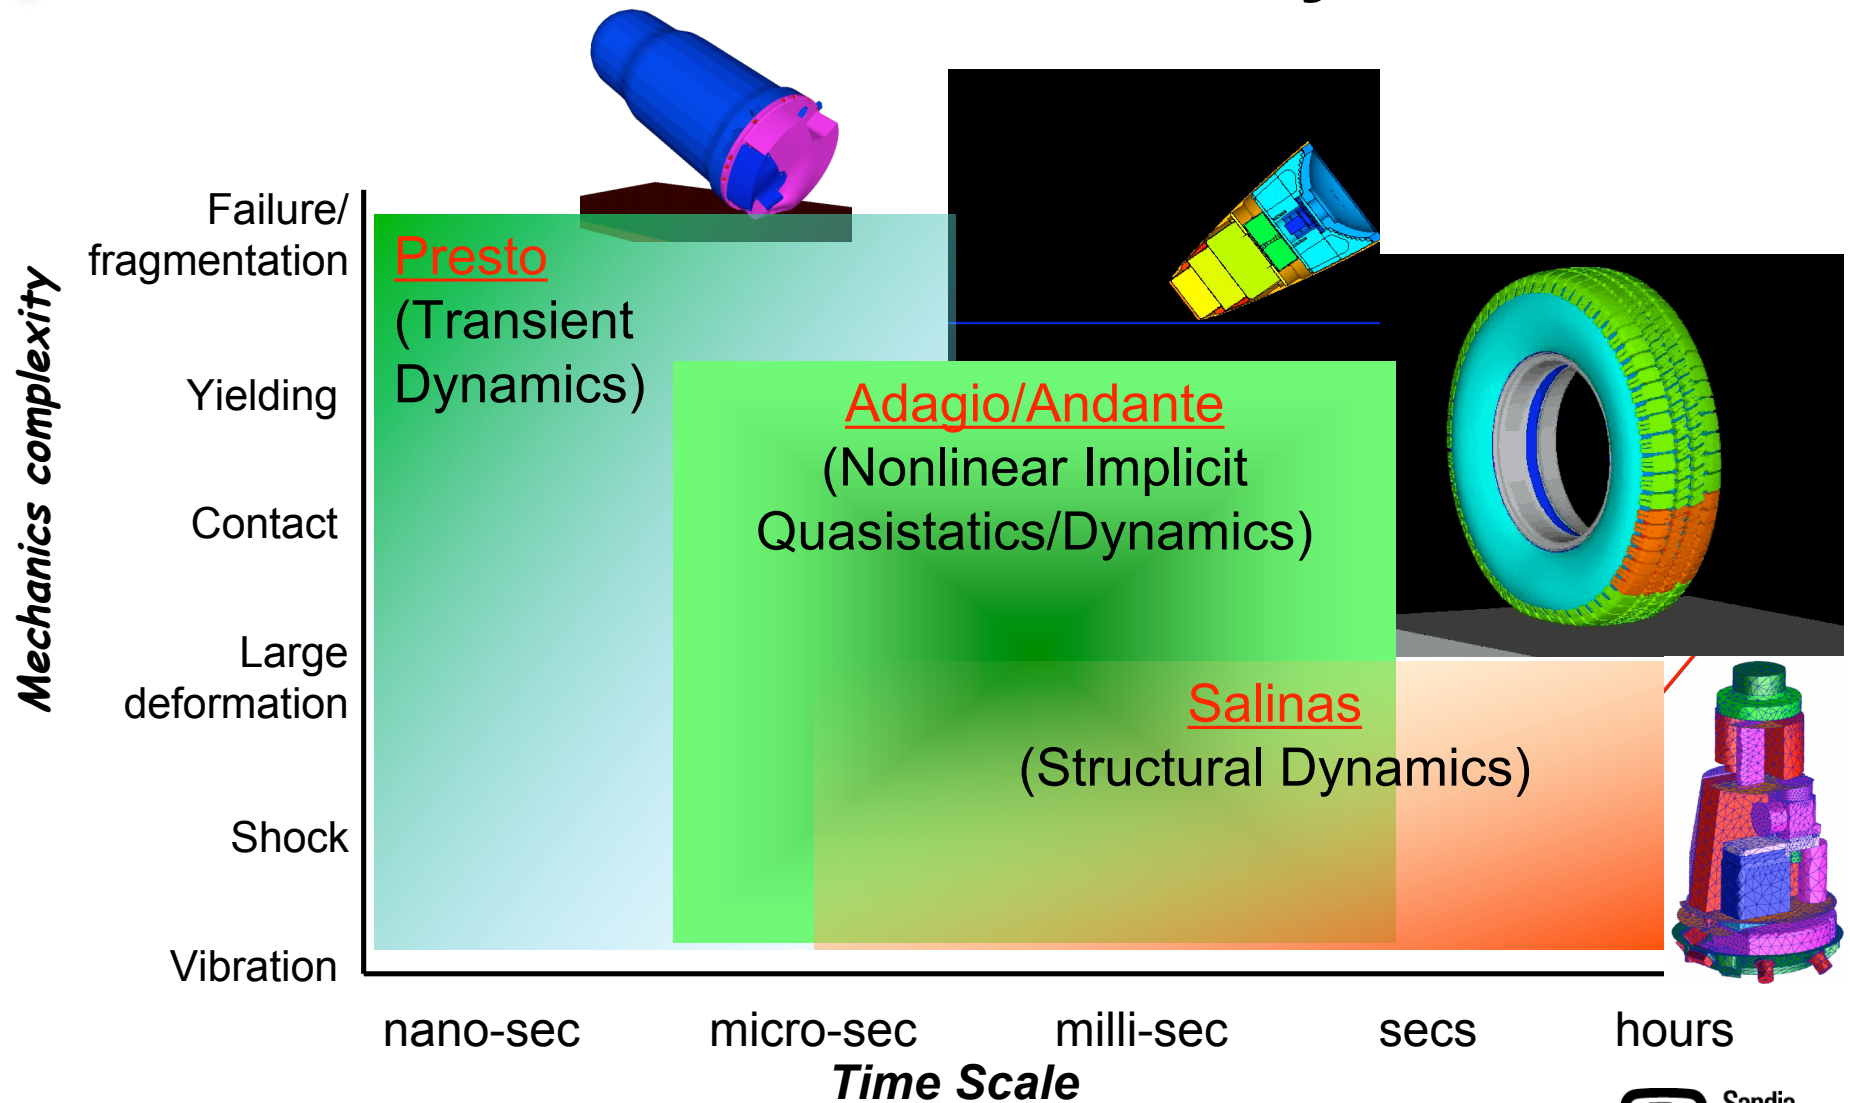 Failure/
fragmentation
Yielding
Contact
Large
deformation
Shock
Vibration
Mechanics complexity
Presto
(Transient
Dynamics)
Adagio/Andante
(Nonlinear Implicit
Quasistatics/Dynamics)
Salinas
(Structural Dynamics)
nano-sec
micro-sec
milli-sec
secs
hours
Time Scale
Sandia